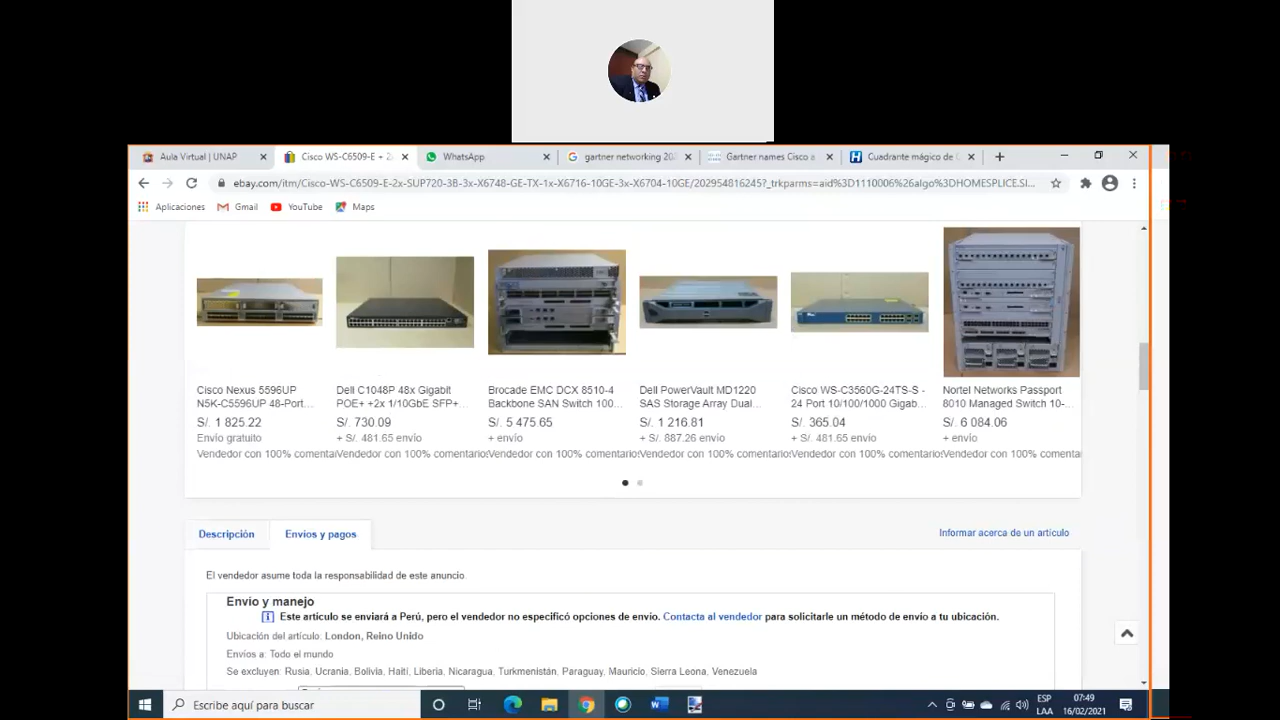 Aula Virtual | UNAP
Cisco WS-C6509-E + 2
WhatsApp
gartner networking 202
Gartner names Cisco a
Cuadrante mágico de G
ebay.com/itm/Cisco-WS-C6509-E-2x-SUP720-3B-3x-X6748-GE-TX-1x-X6716-10GE-3x-X6704-10GE/202954816245?_trkparms=aid%3D1110006%26algo%3DHOMESPLICE.SI...
Aplicaciones
Gmail
YouTube
Maps
Cisco Nexus 5596UP
N5K-C5596UP 48-Port...
S/. 1 825.22
Envío gratuito
Vendedor con 100% comentario
Dell C1048P 48x Gigabit
POE+ +2x 1/10GbE SFP+...
S/. 730.09
+ S/. 481.65 envío
Vendedor con 100% comentario
Brocade EMC DCX 8510-4
Backbone SAN Switch 100...
S/. 5 475.65
+ envío
Vendedor con 100% comentario
Dell PowerVault MD1220
SAS Storage Array Dual...
S/. 1 216.81
+ S/. 887.26 envío
Vendedor con 100% comentario
Cisco WS-C3560G-24TS-S -
24 Port 10/100/1000 Gigab...
S/. 365.04
+ S/. 481.65 envío
Vendedor con 100% comentario
Nortel Networks Passport
8010 Managed Switch 10-...
S/. 6 084.06
+ envío
Vendedor con 100% comenta
Descripción
Envíos y pagos
Informar acerca de un artículo
El vendedor asume toda la responsabilidad de este anuncio.
Envío y manejo
Este artículo se enviará a Perú, pero el vendedor no especificó opciones de envío. Contacta al vendedor para solicitarle un método de envío a tu ubicación.
Ubicación del artículo: London, Reino Unido
Envíos a: Todo el mundo
Se excluyen: Rusia, Ucrania, Bolivia, Haití, Liberia, Nicaragua, Turkmenistán, Paraguay, Mauricio, Sierra Leona, Venezuela
Escribe aquí para buscar
ESP
LAA
07:49
16/02/2021